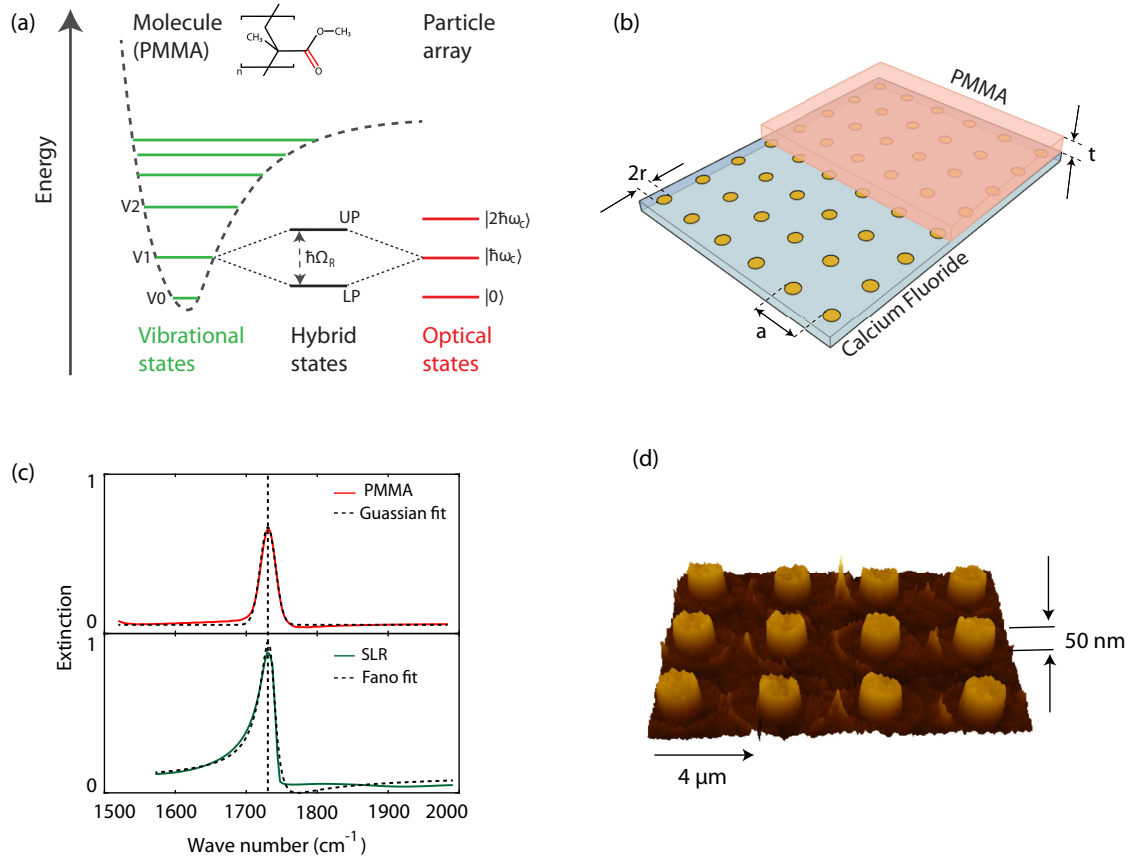 (a)
Molecule
(PMMA)
CH₃
O—CH₃
O
n
Particle
array
Energy
V2
V1
V0
UP
ħΩR
LP
|2ħωc⟩
|ħωc⟩
|0⟩
Vibrational
states
Hybrid
states
Optical
states
(b)
PMMA
t
2r
a
Calcium Fluoride
(c)
Extinction
1
PMMA
Guassian fit
0
1
SLR
Fano fit
0
1500 1600 1700 1800 1900 2000
Wave number (cm⁻¹)
(d)
50 nm
4 μm